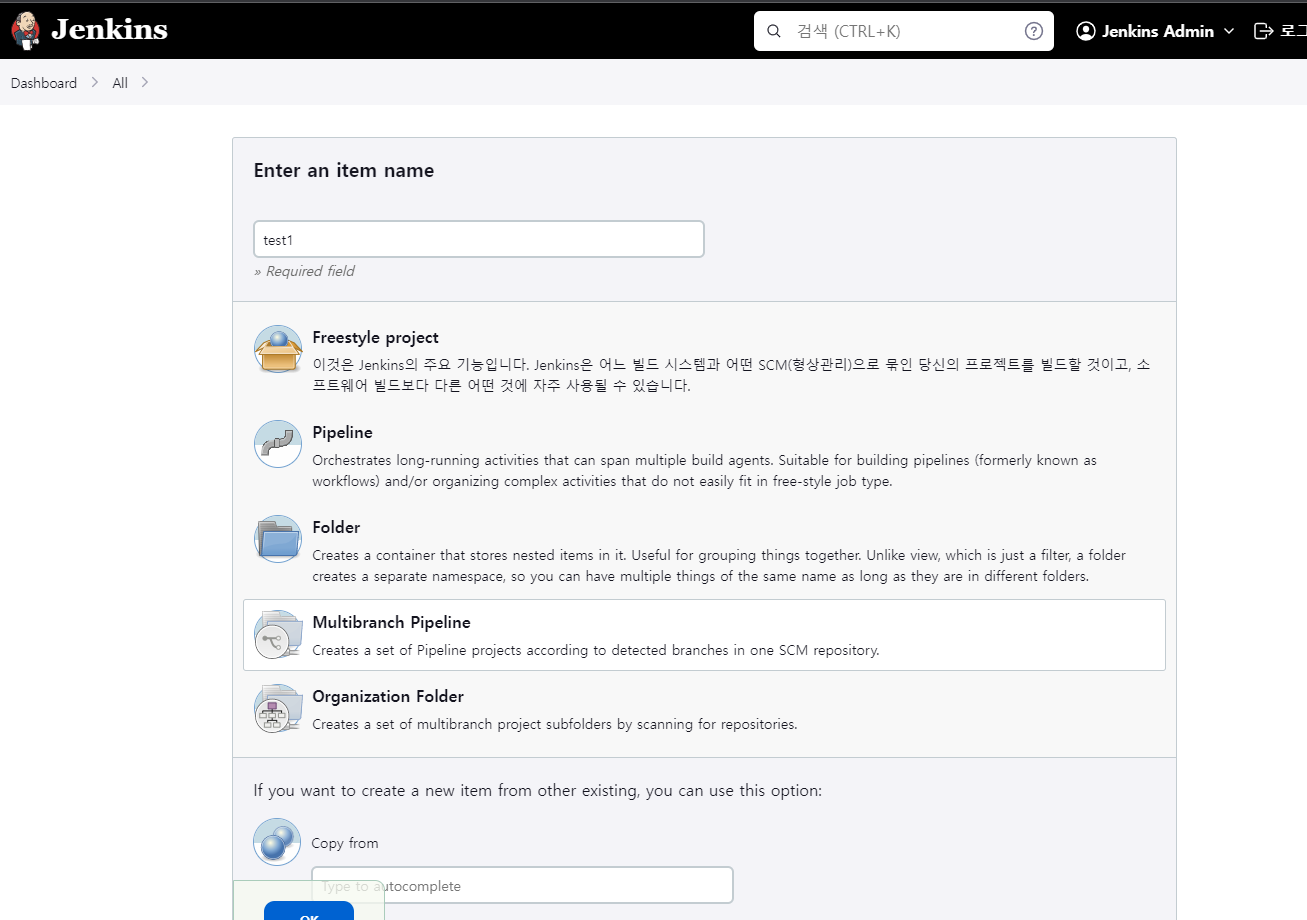 Jenkins
검색 (CTRL+K)
Jenkins Admin
Dashboard
All
Enter an item name
test1
» Required field
Freestyle project
이것은 Jenkins의 주요 기능입니다. Jenkins은 어느 빌드 시스템과 어떤 SCM(형상관리)으로 묶인 당신의 프로젝트를 빌드할 것이고, 소
프트웨어 빌드보다 다른 어떤 것에 자주 사용될 수 있습니다.
Pipeline
Orchestrates long-running activities that can span multiple build agents. Suitable for building pipelines (formerly known as
workflows) and/or organizing complex activities that do not easily fit in free-style job type.
Folder
Creates a container that stores nested items in it. Useful for grouping things together. Unlike view, which is just a filter, a folder
creates a separate namespace, so you can have multiple things of the same name as long as they are in different folders.
Multibranch Pipeline
Creates a set of Pipeline projects according to detected branches in one SCM repository.
Organization Folder
Creates a set of multibranch project subfolders by scanning for repositories.
If you want to create a new item from other existing, you can use this option:
Copy from
Type to autocomplete
OK